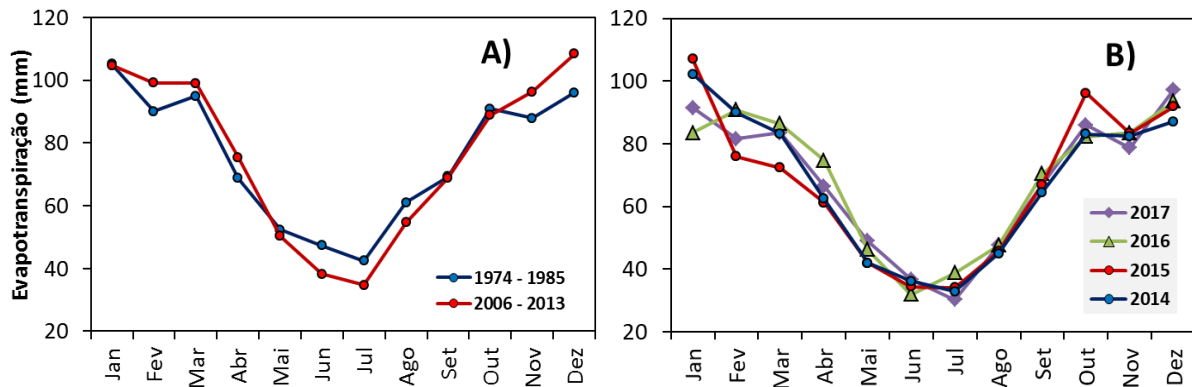 Evapotranspiração (mm)
120
100
80
60
40
20
A)
1974 - 1985
2006 - 2013
Jan Fev Mar Abr Mai Jun Jul Ago Set Out Nov Dez
120
100
80
60
40
20
B)
2017
2016
2015
2014
Jan Fev Mar Abr Mai Jun Jul Ago Set Out Nov Dez